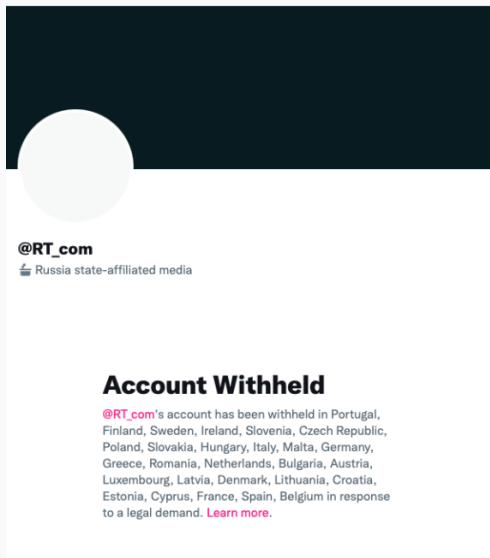 @RT_com
Russia state-affiliated media
Account Withheld
@RT_com's account has been withheld in Portugal,
Finland, Sweden, Ireland, Slovenia, Czech Republic,
Poland, Slovakia, Hungary, Italy, Malta, Germany,
Greece, Romania, Netherlands, Bulgaria, Austria,
Luxembourg, Latvia, Denmark, Lithuania, Croatia,
Estonia, Cyprus, France, Spain, Belgium in response
to a legal demand. Learn more.